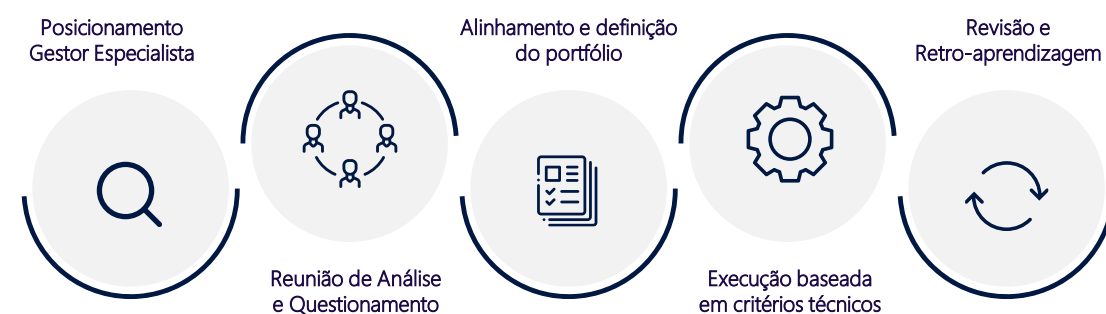 Posicionamento
Gestor Especialista
Reunião de Análise
e Questionamento
Alinhamento e definição
do portfólio
Execução baseada
em critérios técnicos
Revisão e
Retro-aprendizagem